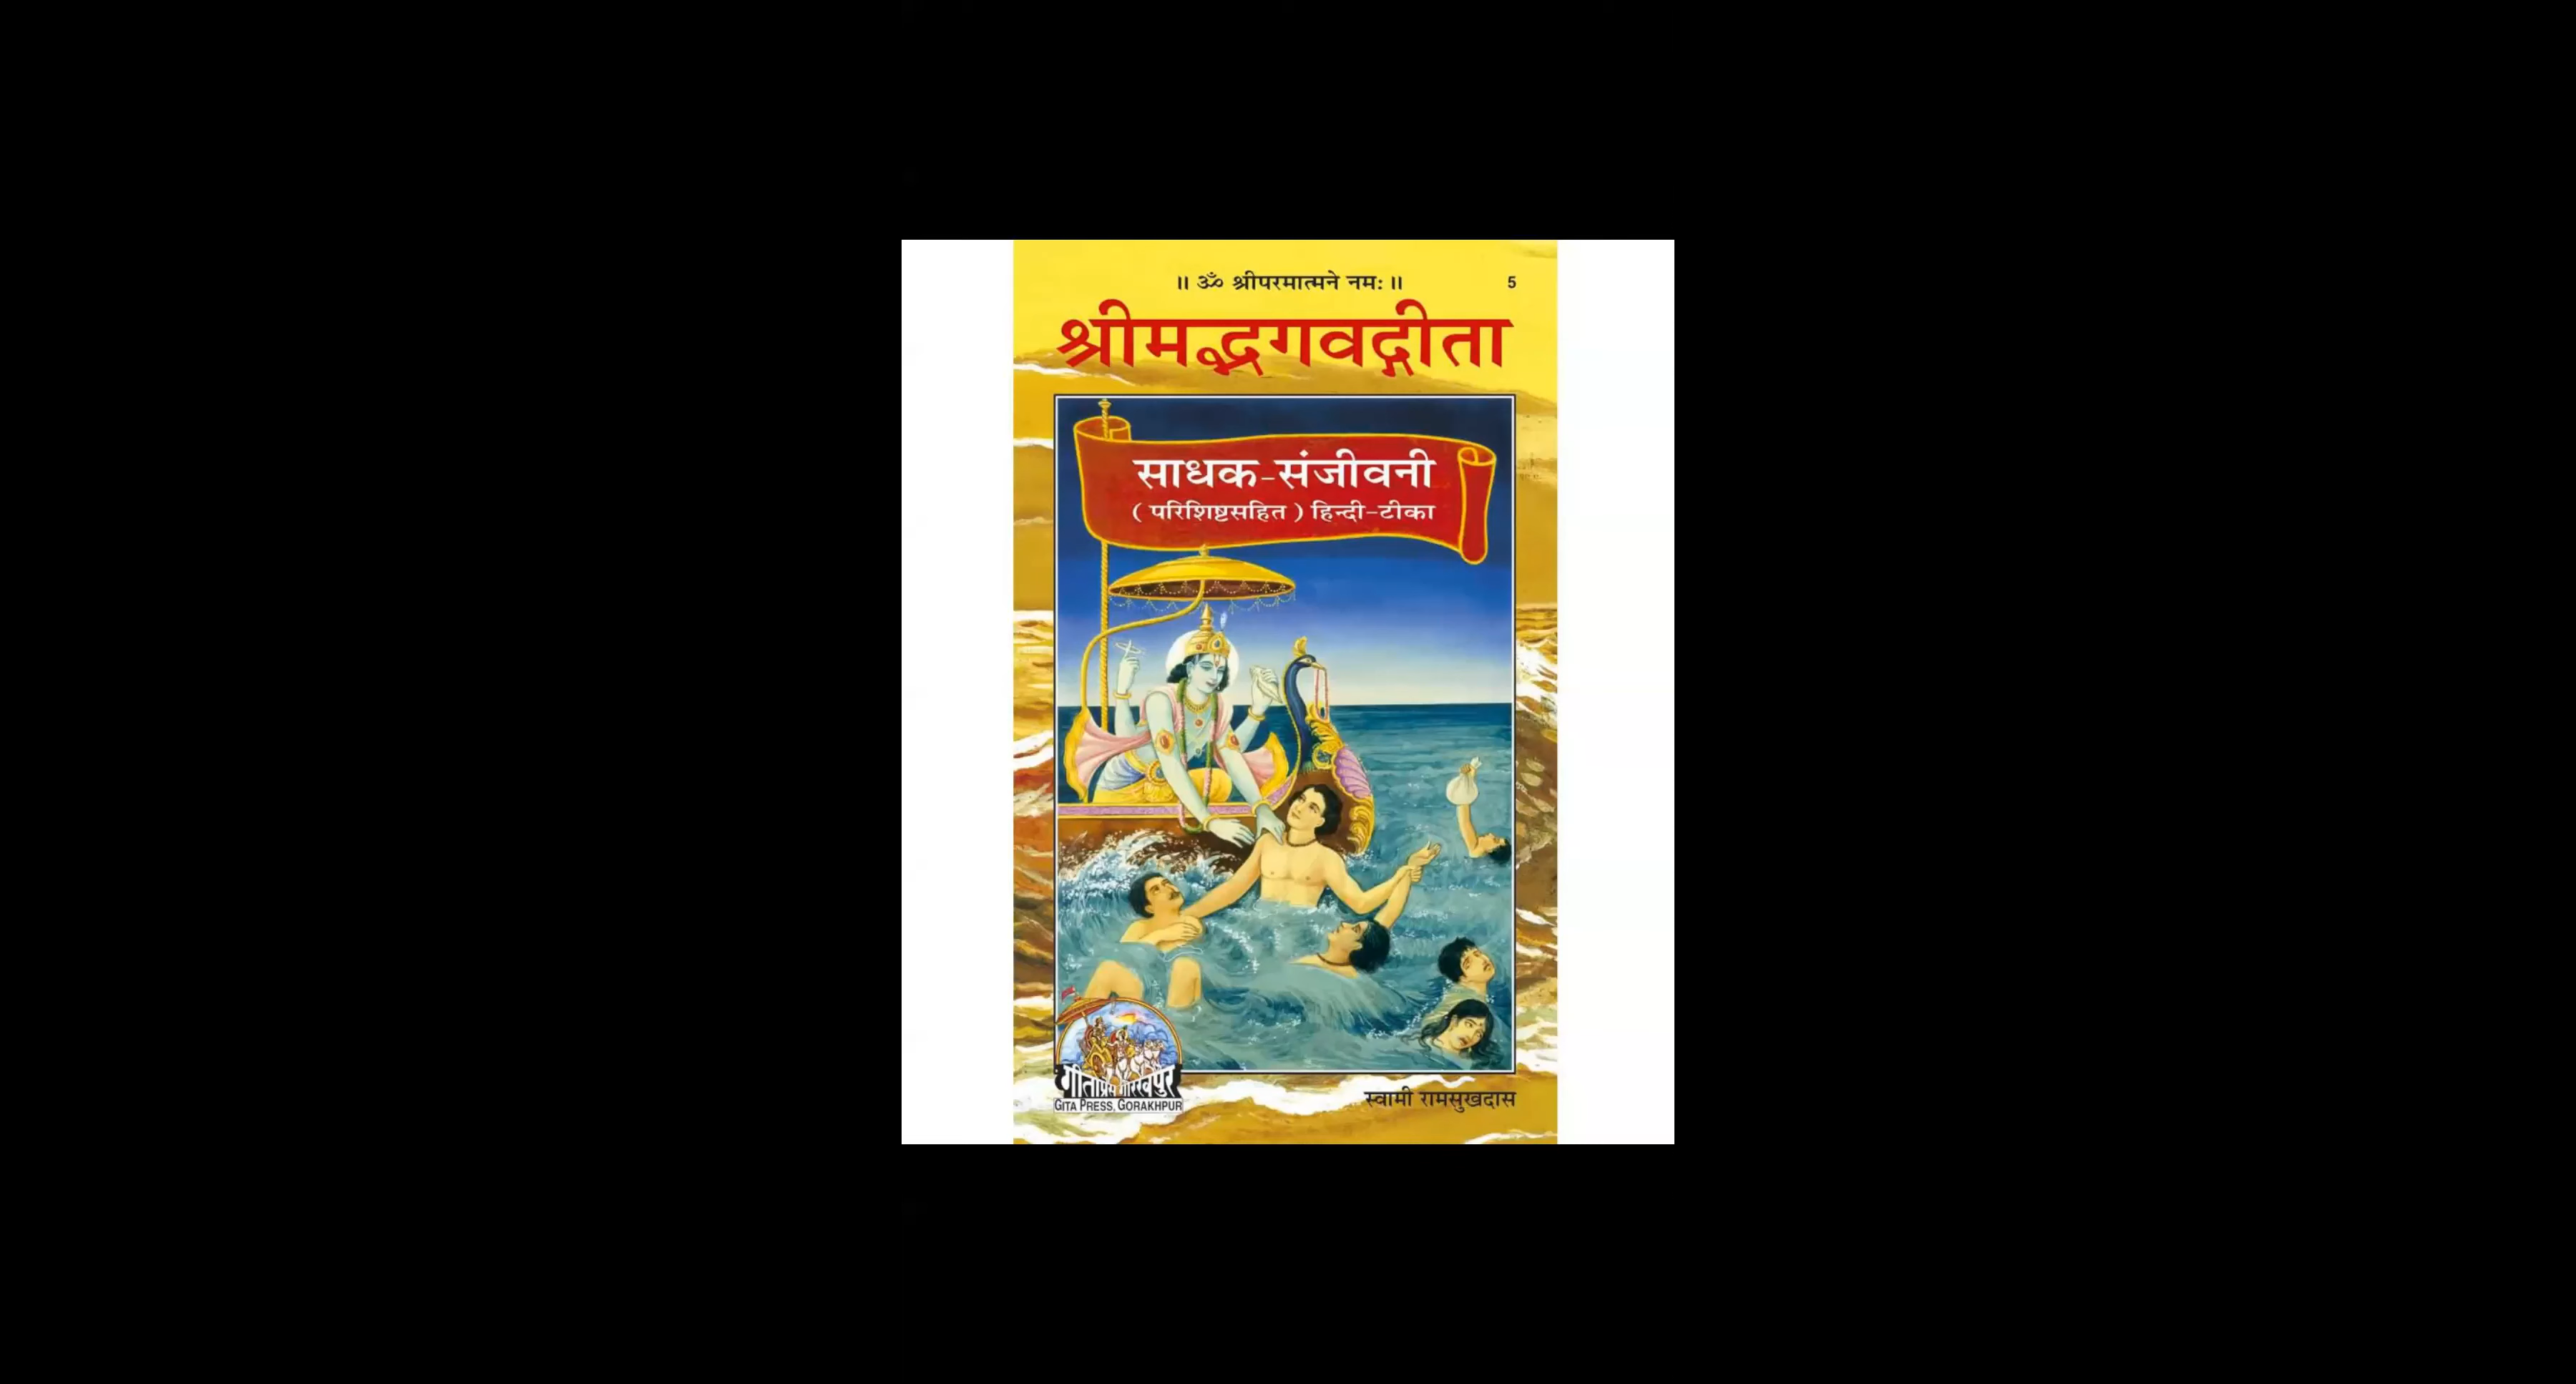 ॥ ॐ श्रीपरमात्मने नमः ॥ 5
श्रीमद्भगवद्गीता
साधक-संजीवनी
( परिशिष्टसहित ) हिन्दी-टीका
गीताप्रेस गोरखपुर
GITA PRESS, GORAKHPUR
स्वामी रामसुखदास